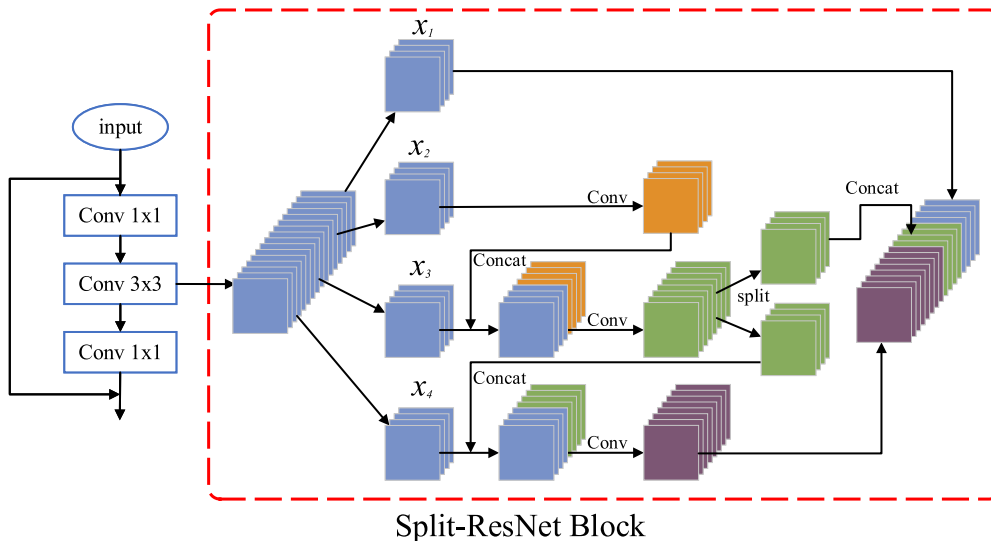 input
Conv 1x1
Conv 3x3
Conv 1x1
x1
x2
Conv
Concat
x3
Concat
Conv
split
x4
Concat
Conv
Split-ResNet Block